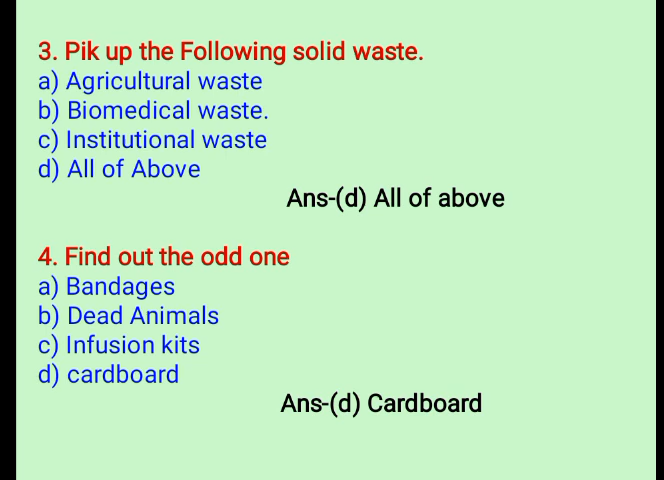 3. Pik up the Following solid waste.
a) Agricultural waste
b) Biomedical waste.
c) Institutional waste
d) All of Above
Ans-(d) All of above
4. Find out the odd one
a) Bandages
b) Dead Animals
c) Infusion kits
d) cardboard
Ans-(d) Cardboard